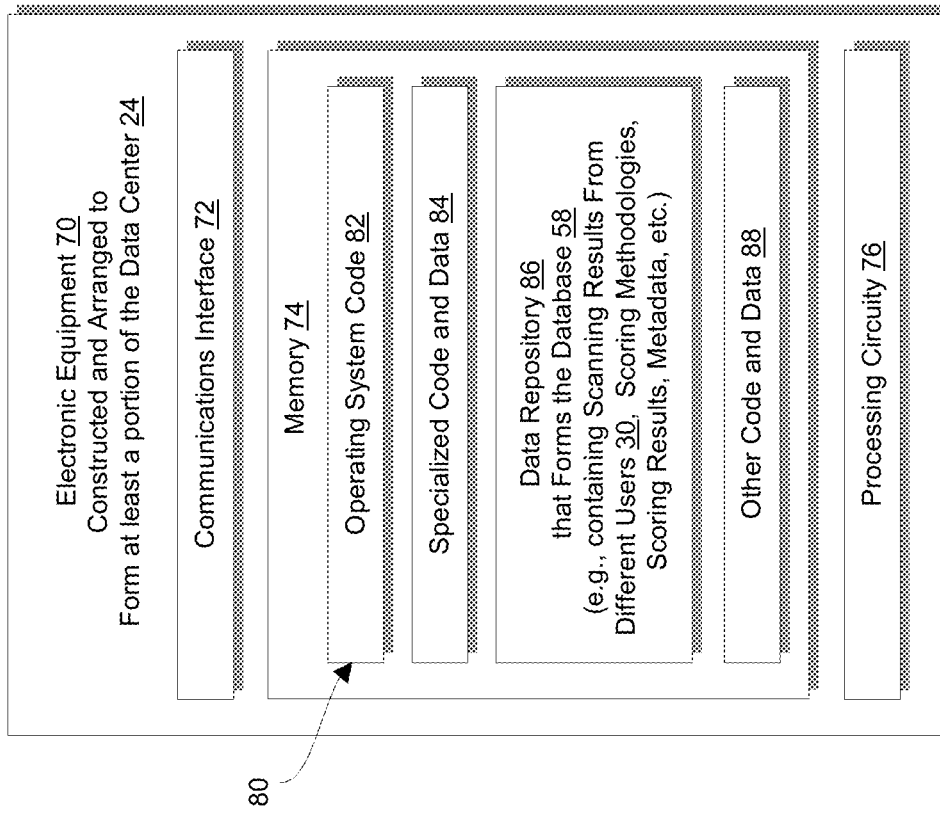 Electronic Equipment 70
Constructed and Arranged to
Form at least a portion of the Data Center 24
Communications Interface 72
Memory 74
80
Operating System Code 82
Specialized Code and Data 84
Data Repository 86
that Forms the Database 58
(e.g., containing Scanning Results From
Different Users 30, Scoring Methodologies,
Scoring Results, Metadata, etc.)
Other Code and Data 88
Processing Circuity 76